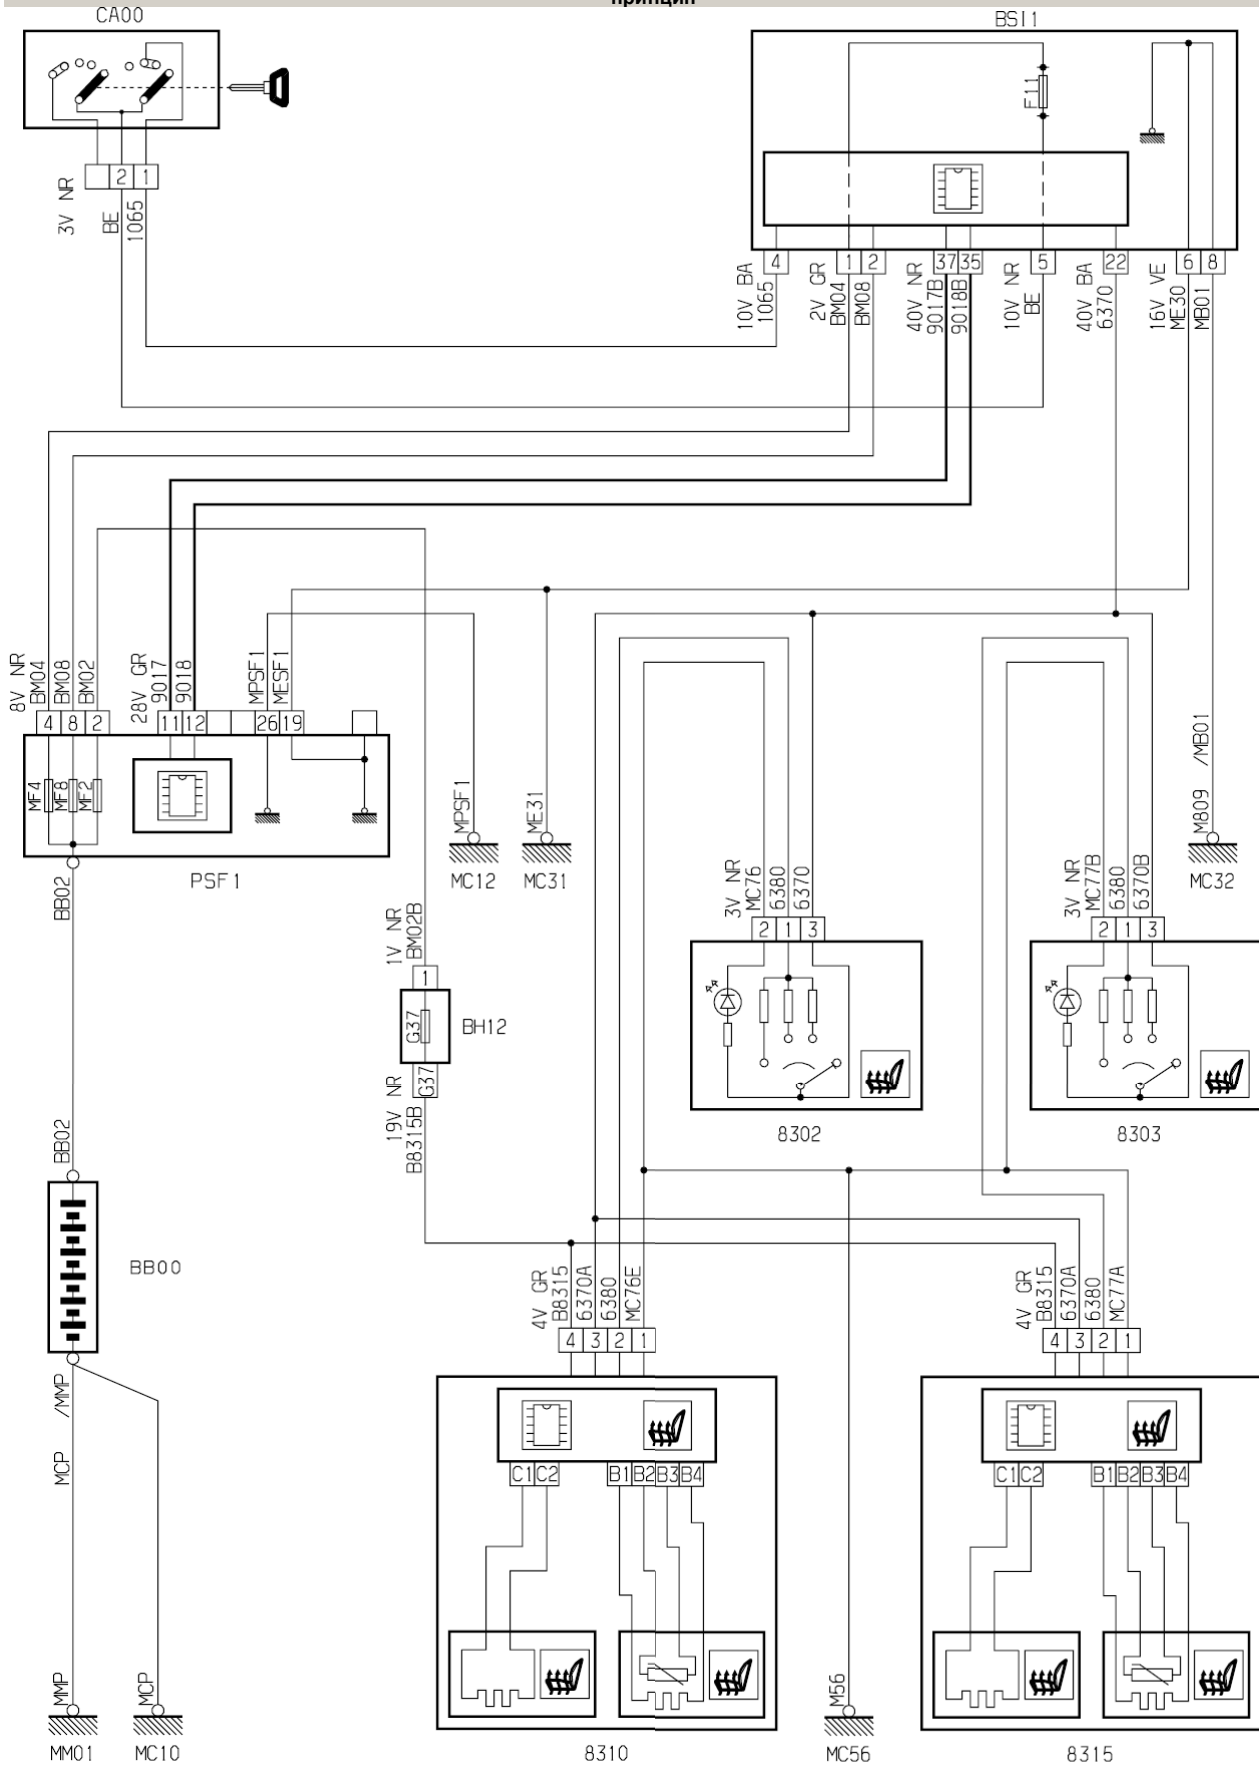 принцип
CA00
BSI1
F11
2 1
3V NR
BE
1065
4 1 2 37 35 5 22 6 8
10V BA
1065
2V GR
BM04
BM08
40V NR
9017B
9018B
10V NR
BE
40V BA
6370
16V VE
ME30
MB01
8V NR
BM04
BM08
BM02
28V GR
9017
9018
MPSF1
MESF1
4 8 2 11 12 26 19
MF4
MF8
MF2
PSF1
BB02
MPSF1
MC12
ME31
MC31
M809 /MB01
MC32
3V NR
MC76
6380
6370
2 1 3
8302
3V NR
MC77B
6380
6370B
2 1 3
8303
1V NR
BM02B
1
G37
BH12
G37
19V NR
B8315B
BB02
BB00
MCP /MMP
MMP
MM01
MCP
MC10
4V GR
B8315
6370A
6380
MC76E
4 3 2 1
C1 C2 B1 B2 B3 B4
8310
M56
MC56
4V GR
B8315
6370A
6380
MC77A
4 3 2 1
C1 C2 B1 B2 B3 B4
8315